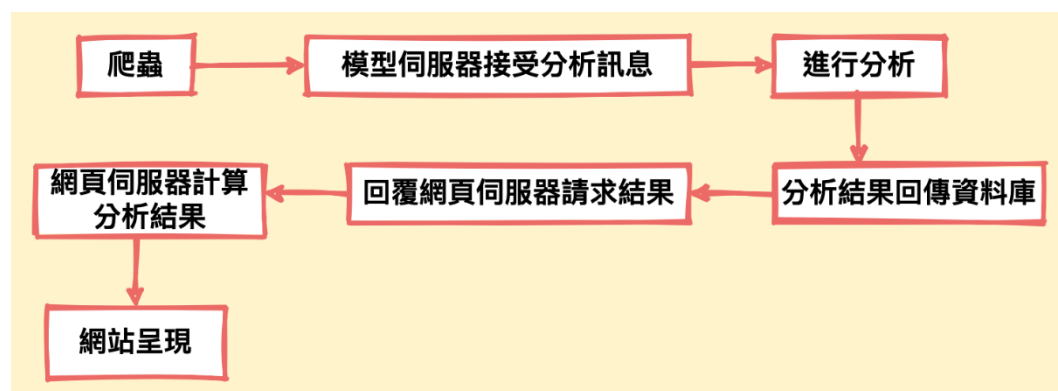 爬蟲
模型伺服器接受分析訊息
進行分析
分析結果回傳資料庫
回覆網頁伺服器請求結果
網頁伺服器計算
分析結果
網站呈現